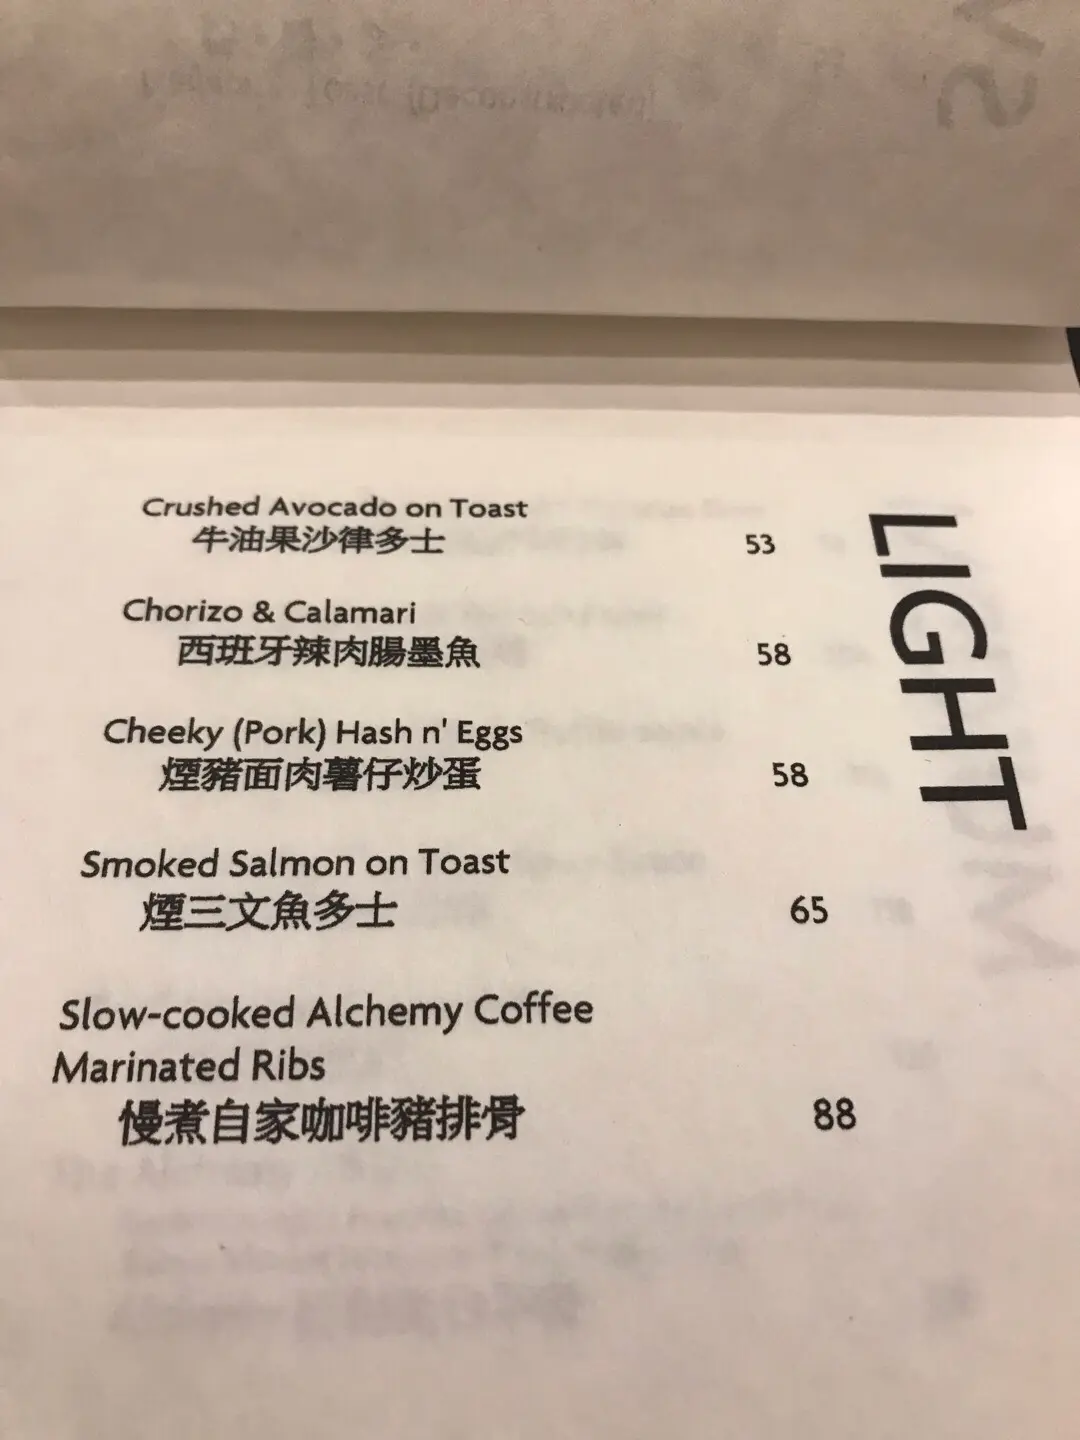 LIGHT
Crushed Avocado on Toast
牛油果沙律多士 53
Chorizo & Calamari
西班牙辣肉腸墨魚 58
Cheeky (Pork) Hash n' Eggs
煙豬面肉薯仔炒蛋 58
Smoked Salmon on Toast
煙三文魚多士 65
Slow-cooked Alchemy Coffee
Marinated Ribs
慢煮自家咖啡豬排骨 88